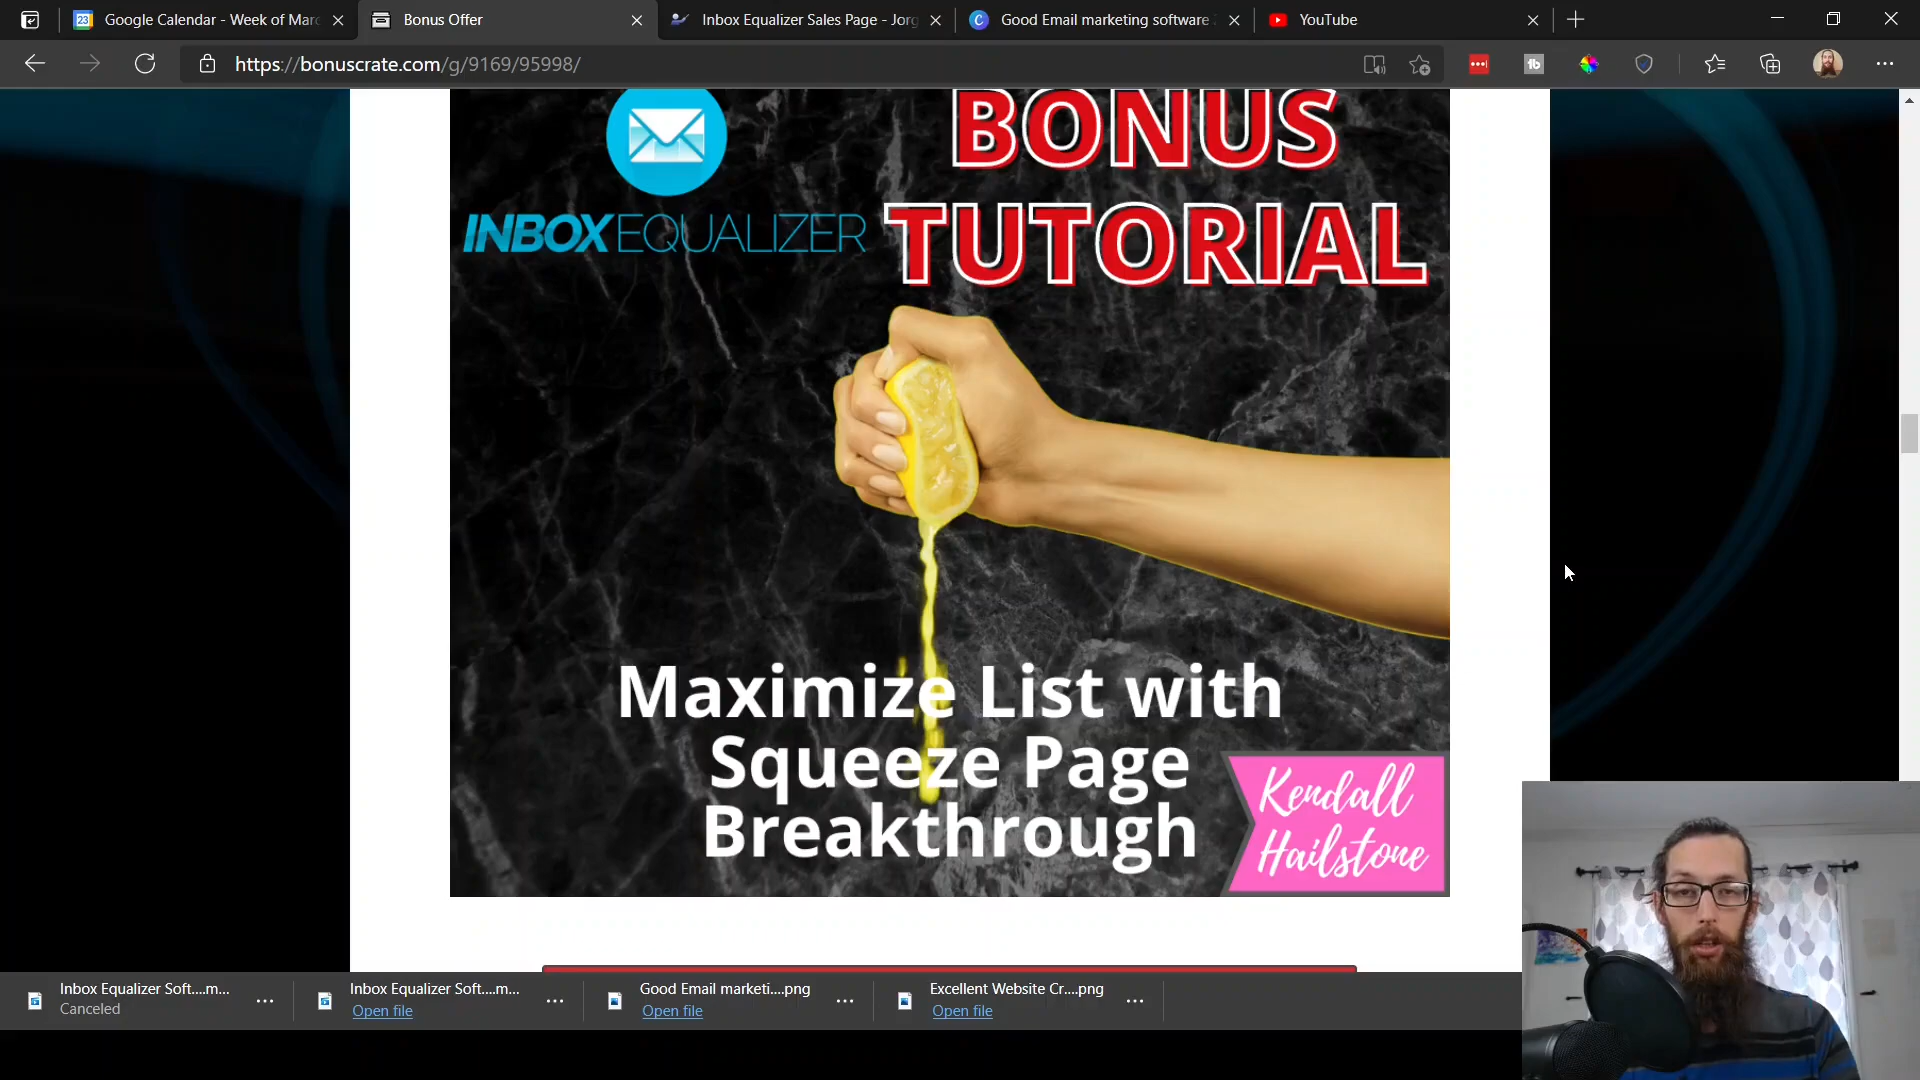 23
Google Calendar - Week of Marc
Bonus Offer
Inbox Equalizer Sales Page - Jorg
C
Good Email marketing software
YouTube
https://bonuscrate.com/g/9169/95998/
tb
BONUS
TUTORIAL
INBOXEQUALIZER
Maximize List with
Squeeze Page
Breakthrough
Kendall
Hailstone
Inbox Equalizer Soft....m...
Canceled
Inbox Equalizer Soft....m...
Open file
Good Email marketi....png
Open file
Excellent Website Cr....png
Open file